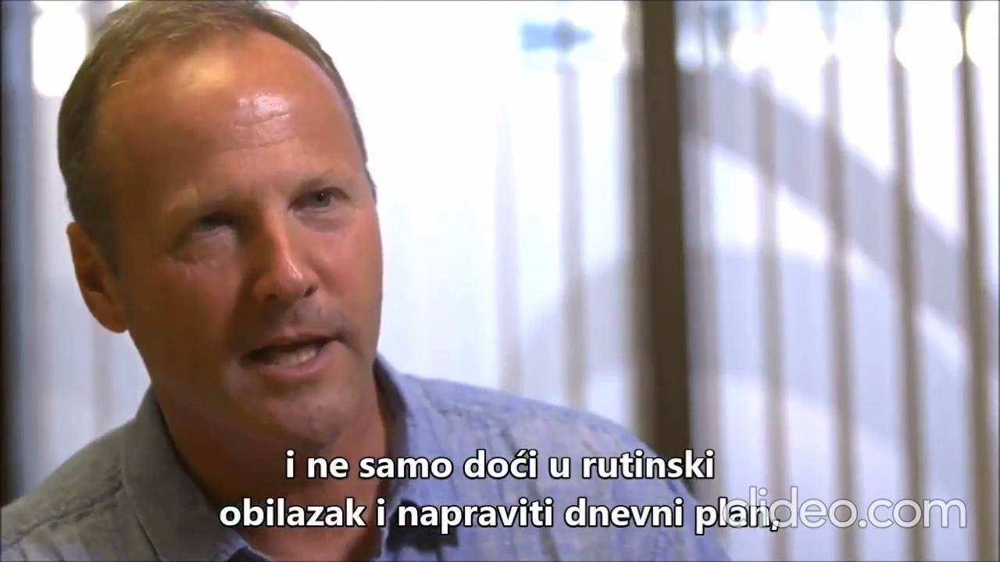 i ne samo doći u rutinski
obilazak i napraviti dnevni plan,
clideo.com